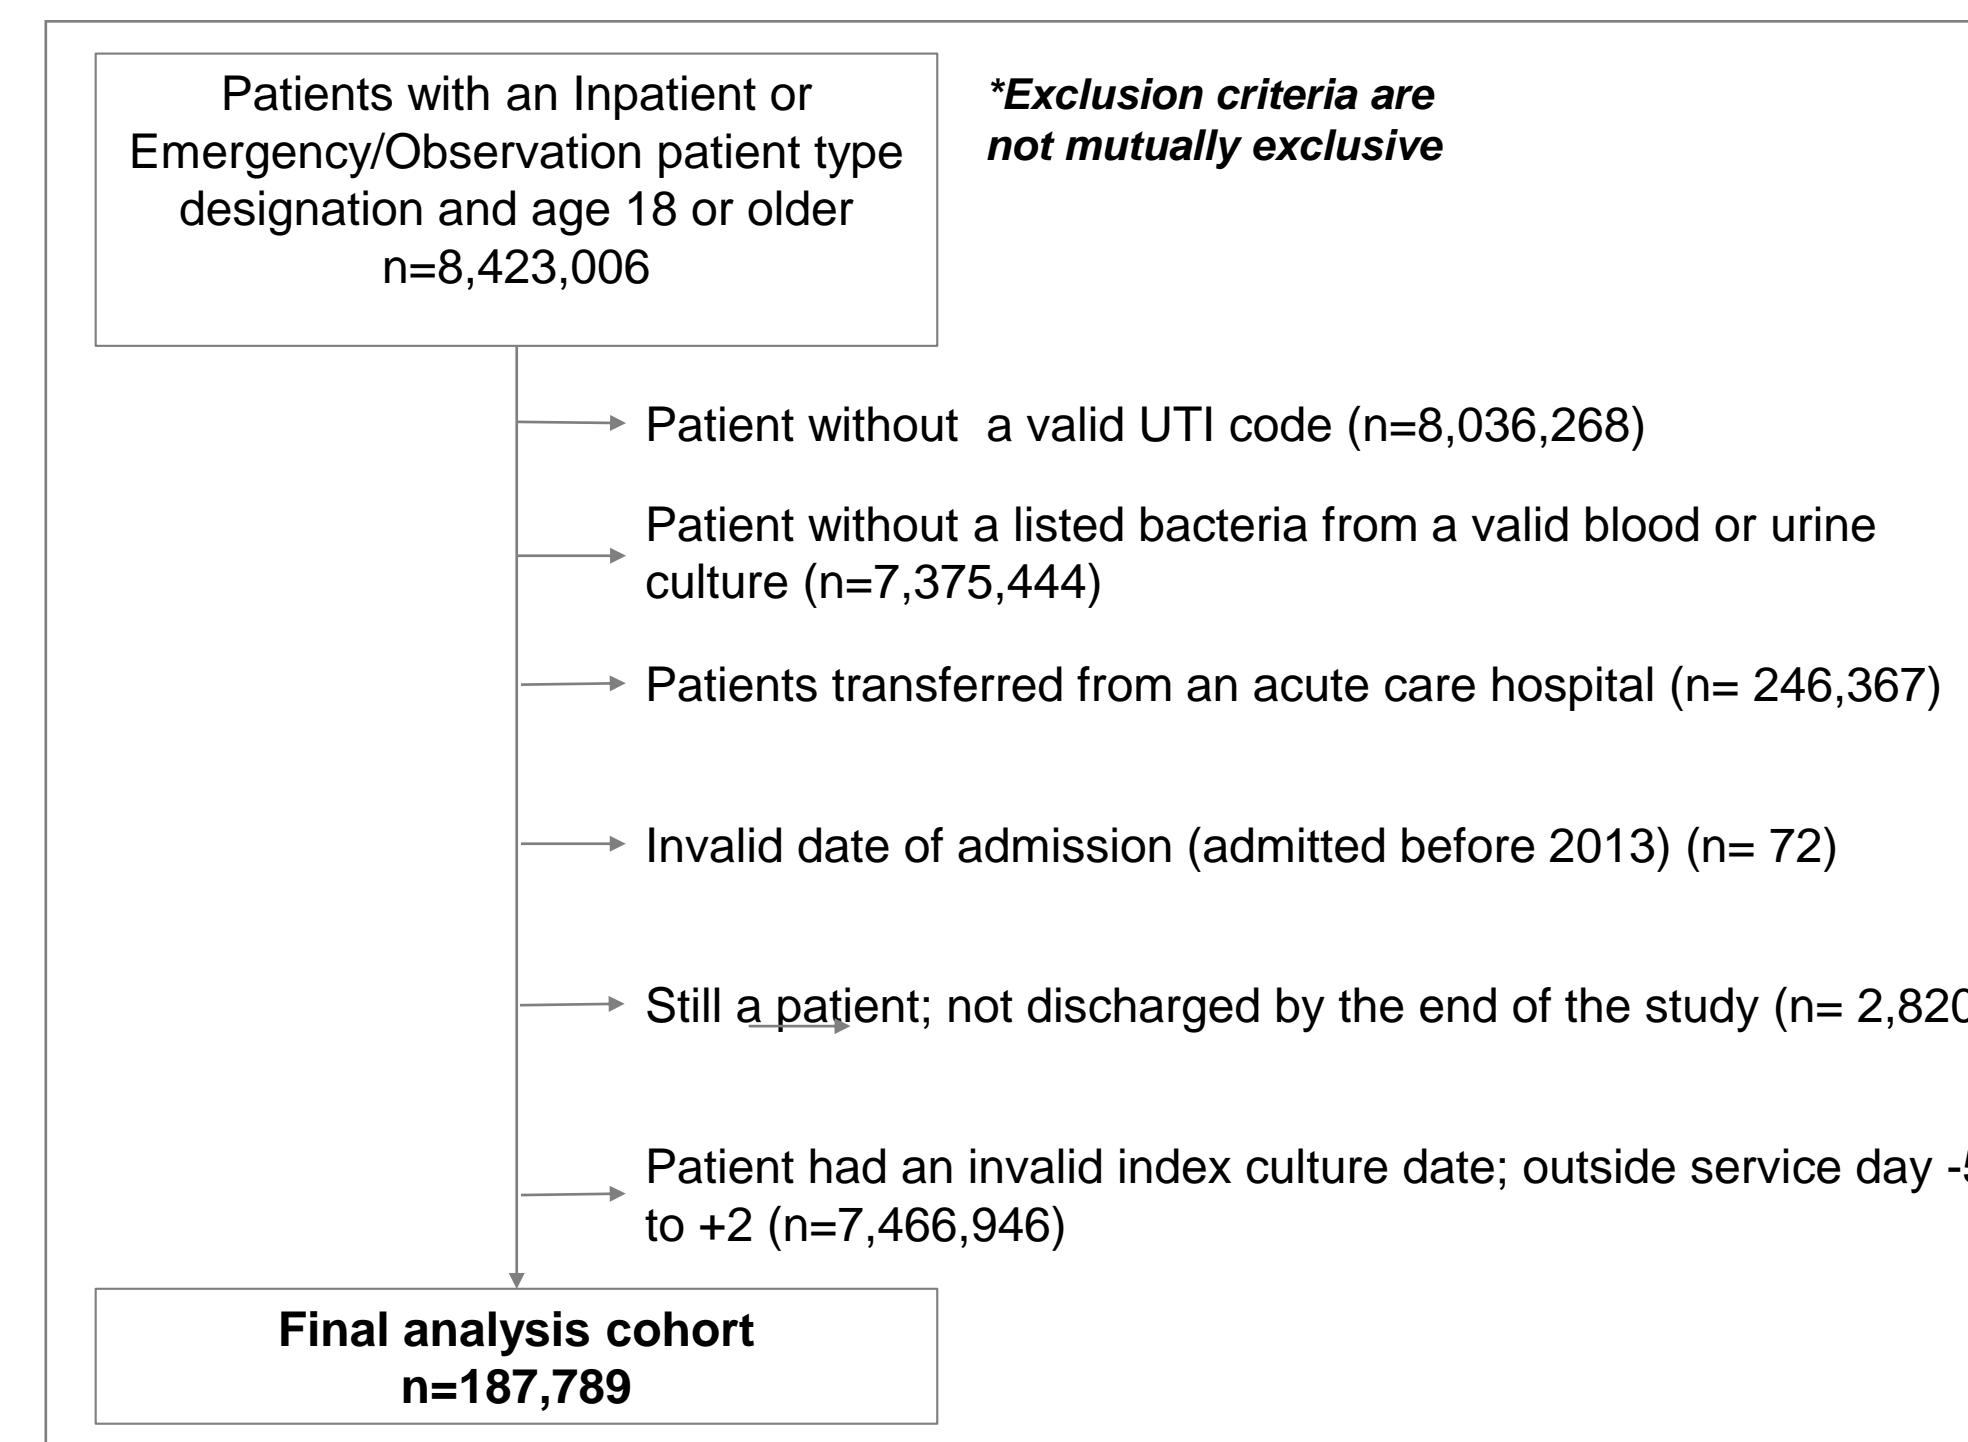 Patients with an Inpatient or
Emergency/Observation patient type
designation and age 18 or older
n=8,423,006
*Exclusion criteria are
not mutually exclusive
Patient without  a valid UTI code (n=8,036,268)
Patient without a listed bacteria from a valid blood or urine
culture (n=7,375,444)
Patients transferred from an acute care hospital (n= 246,367)
Invalid date of admission (admitted before 2013) (n= 72)
Still a patient; not discharged by the end of the study (n= 2,820
Patient had an invalid index culture date; outside service day -5
to +2 (n=7,466,946)
Final analysis cohort
n=187,789